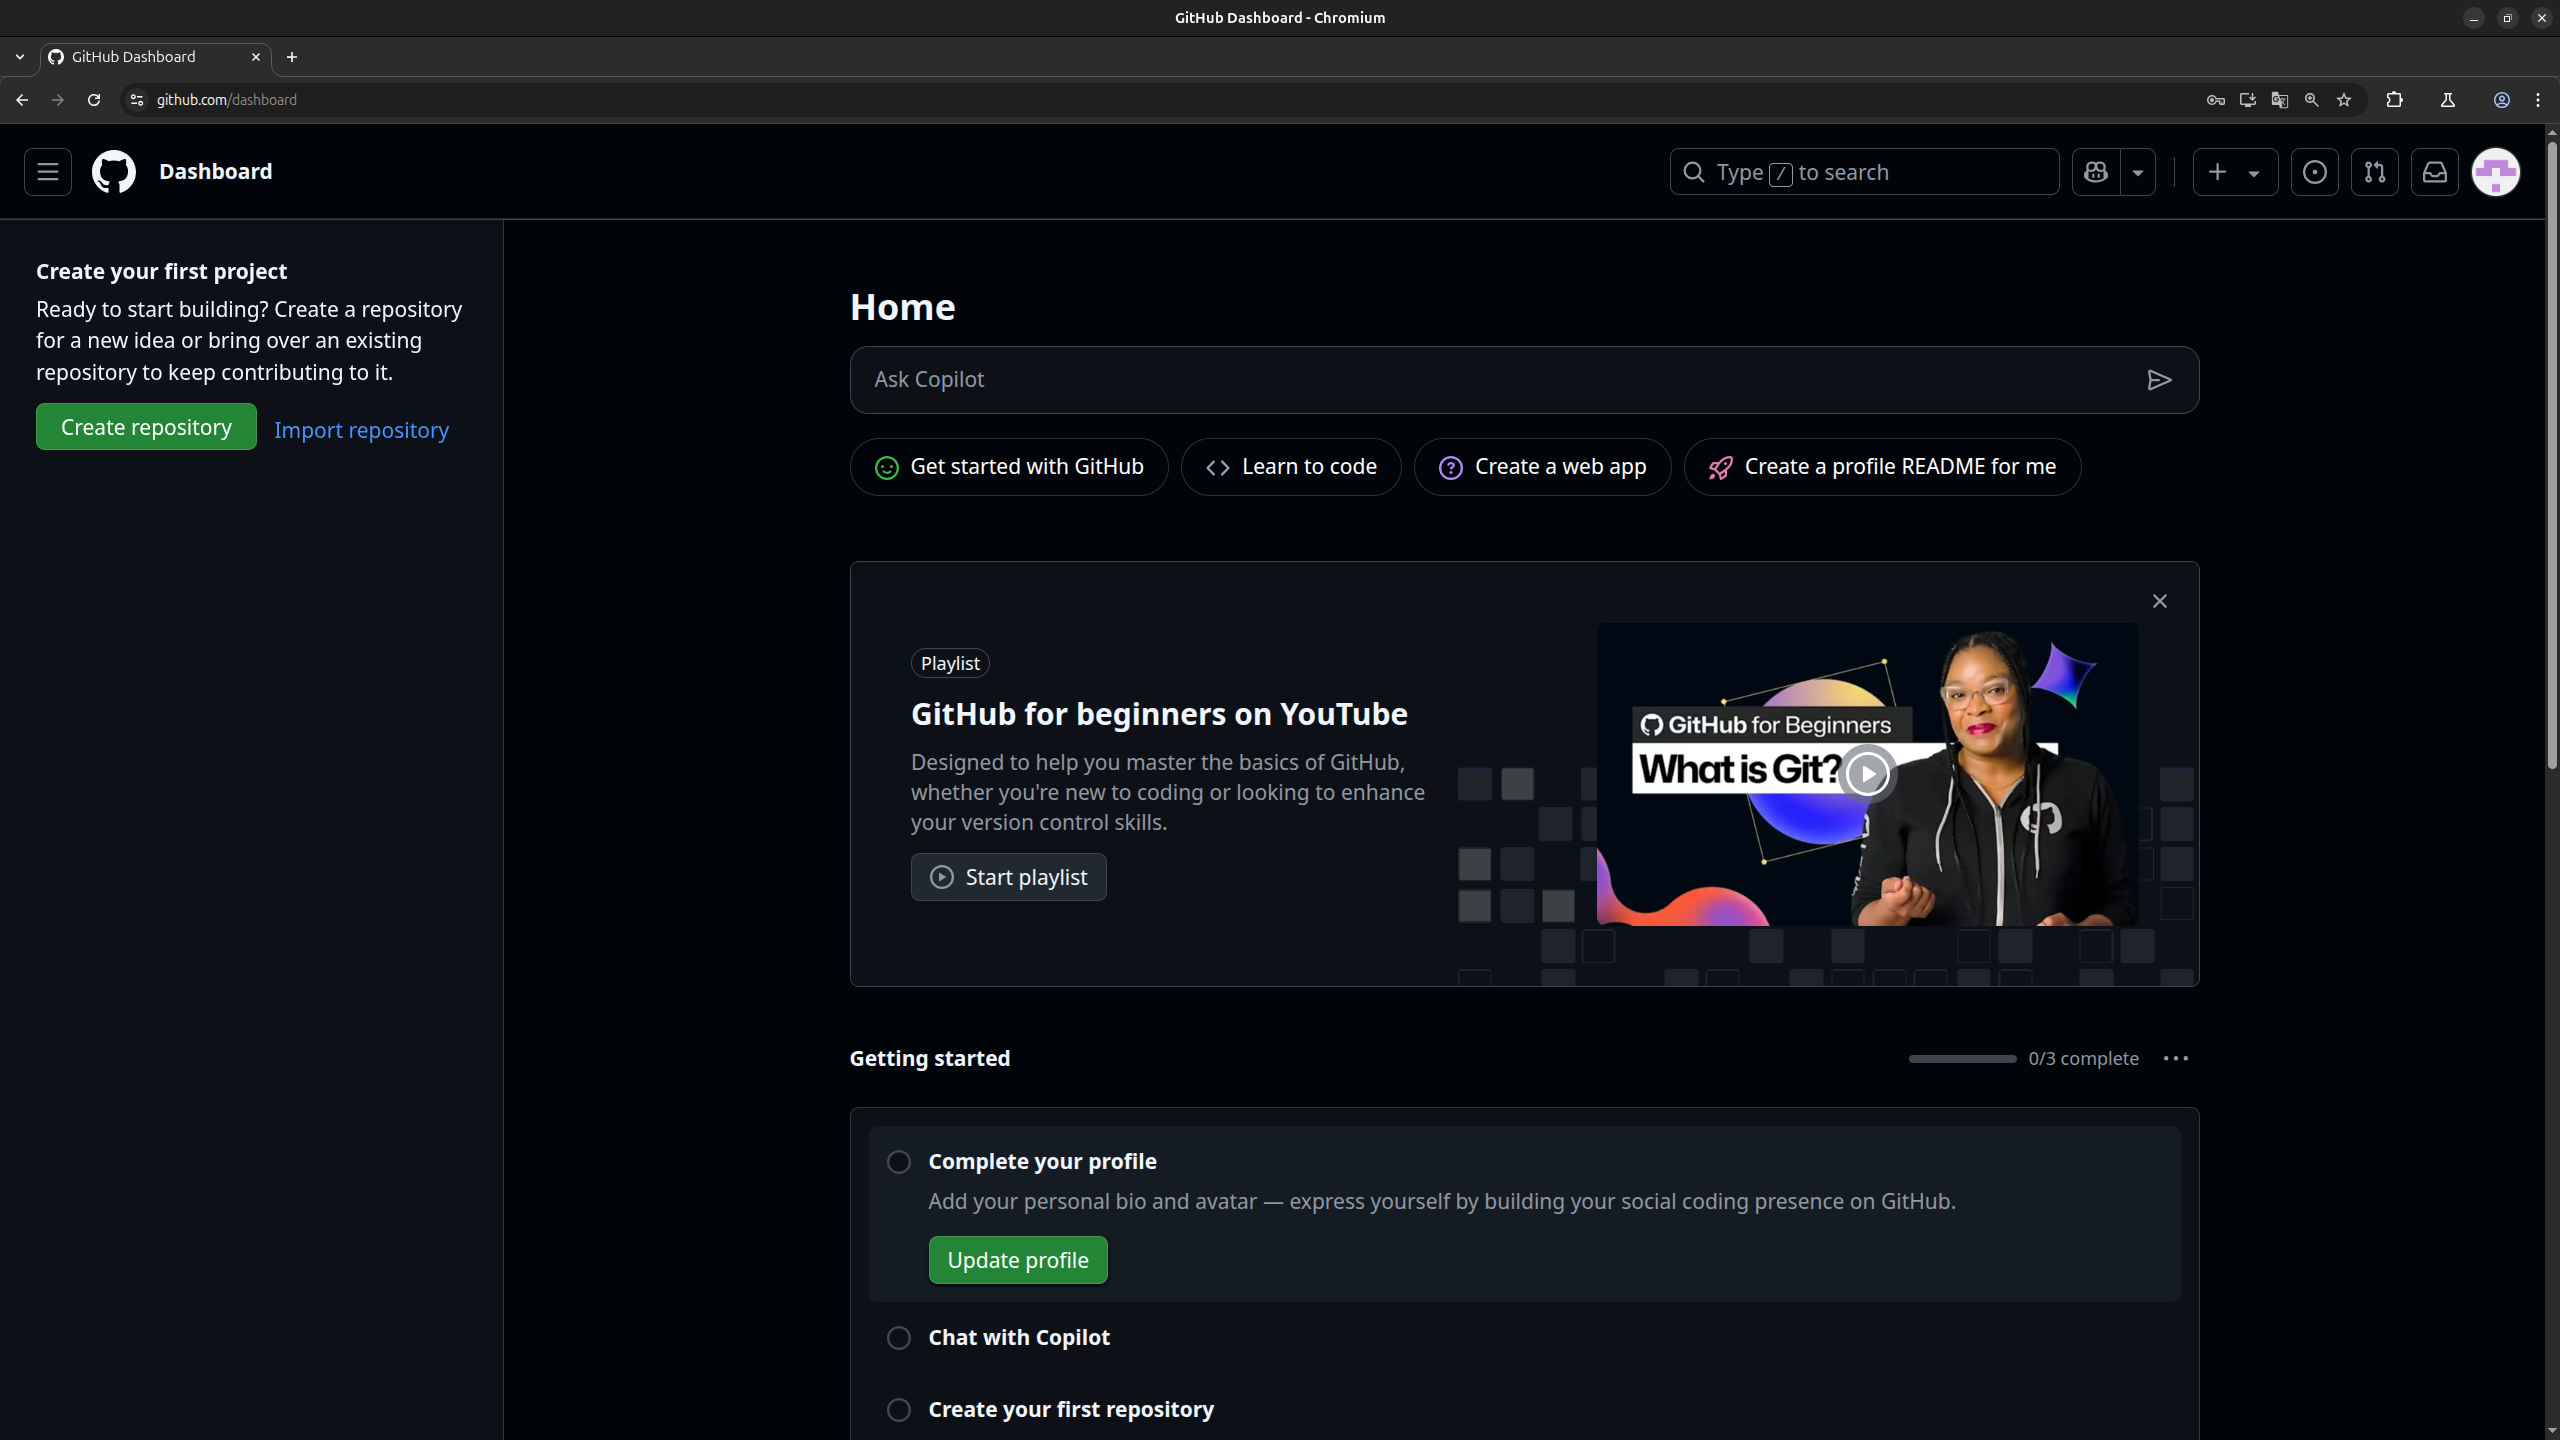 GitHub Dashboard - Chromium
GitHub Dashboard
github.com/dashboard
Dashboard
Type / to search
Create your first project
Ready to start building? Create a repository
for a new idea or bring over an existing
repository to keep contributing to it.
Create repository
Import repository
Home
Ask Copilot
Get started with GitHub
Learn to code
Create a web app
Create a profile README for me
Playlist
GitHub for beginners on YouTube
Designed to help you master the basics of GitHub,
whether you're new to coding or looking to enhance
your version control skills.
Start playlist
GitHub for Beginners
What is Git?
Getting started
0/3 complete
Complete your profile
Add your personal bio and avatar — express yourself by building your social coding presence on GitHub.
Update profile
Chat with Copilot
Create your first repository